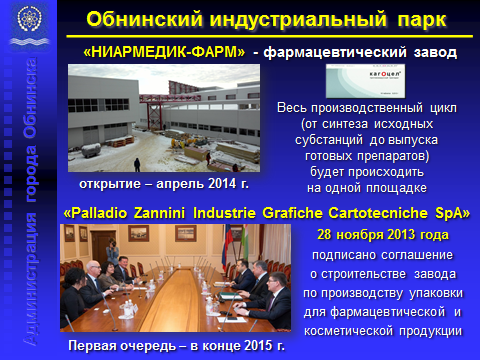 Обнинский индустриальный парк
Администрация города Обнинска
«НИАРМЕДИК-ФАРМ» - фармацевтический завод
кагоцел
Весь производственный цикл
(от синтеза исходных
субстанций до выпуска
готовых препаратов)
будет происходить
на одной площадке
открытие – апрель 2014 г.
«Palladio Zannini Industrie Grafiche Cartotecniche SpA»
28 ноября 2013 года
подписано соглашение
о строительстве завода
по производству упаковки
для фармацевтической и
косметической продукции
Первая очередь – в конце 2015 г.